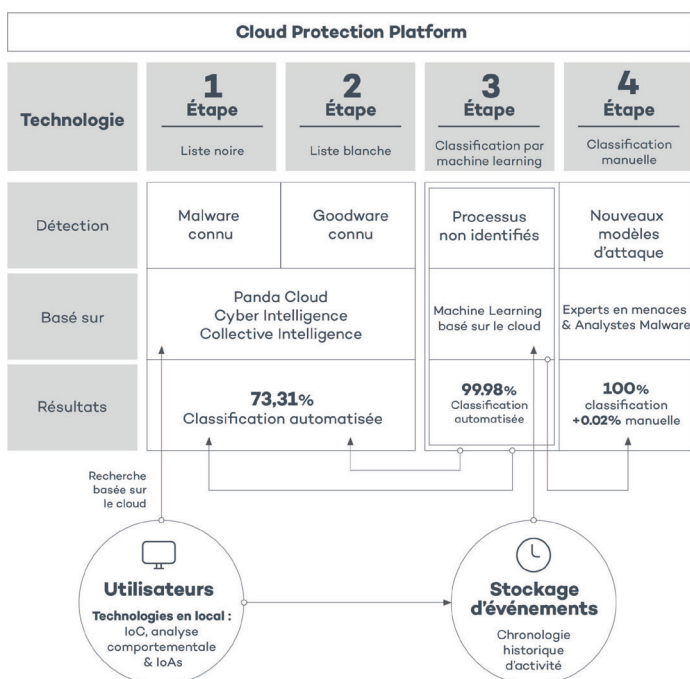 Cloud Protection Platform
Technologie
1
Étape
Liste noire
2
Étape
Liste blanche
3
Étape
Classification par
machine learning
4
Étape
Classification
manuelle
Détection
Malware
connu
Goodware
connu
Processus
non identifiés
Nouveaux
modèles
d'attaque
Basé sur
Panda Cloud
Cyber Intelligence
Collective Intelligence
Machine Learning
basé sur le cloud
Experts en menaces
& Analystes Malware
Résultats
73,31%
Classification automatisée
99.98%
Classification
automatisée
100%
classification
+0.02% manuelle
Recherche
basée sur
le cloud
Utilisateurs
Technologies en local :
IoC, analyse
comportementale
& IoAs
Stockage
d'événements
Chronologie
historique
d'activité